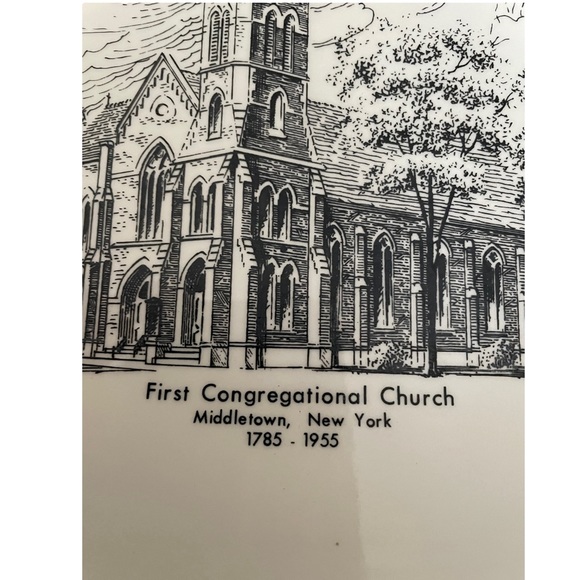 First Congregational Church
Middletown, New York
1785 - 1955